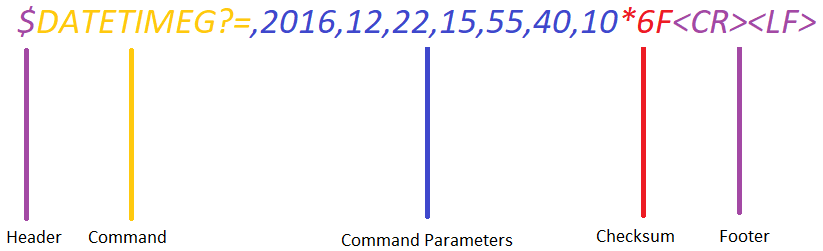 $DATETIMEG?=,2016,12,22,15,55,40,10*6F<CR><LF>
Header Command Command Parameters Checksum Footer